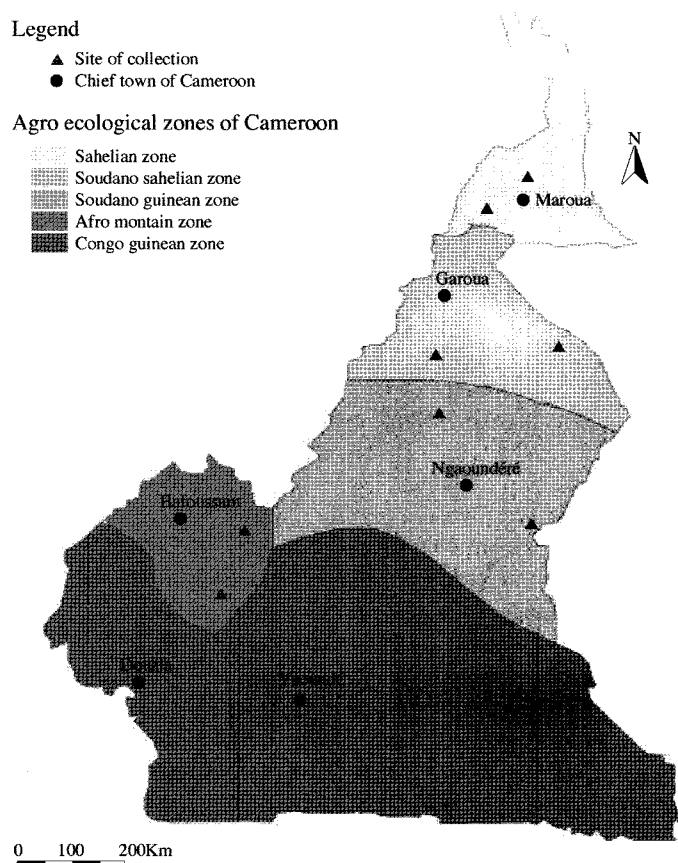 Legend
Site of collection
Chief town of Cameroon
Agro ecological zones of Cameroon
Sahelian zone
Soudano sahelian zone
Soudano guinean zone
Afro montain zone
Congo guinean zone
N
Maroua
Garoua
Ngaoundéré
Bafoussam
0 100 200Km